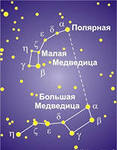 Полярная
α
δ
ε
ζ
β
η
γ
Малая
Медведица
Большая
Медведица
α
δ
ε
ζ
β
γ
η